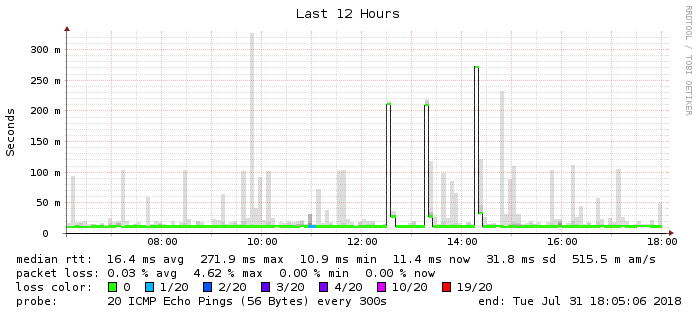 Last 12 Hours
RRDTOOL / TOBI OETIKER
Seconds
300 m
250 m
200 m
150 m
100 m
50 m
0
08:00 10:00 12:00 14:00 16:00 18:00
median rtt: 16.4 ms avg 271.9 ms max 10.9 ms min 11.4 ms now 31.8 ms sd 515.5 m am/s
packet loss: 0.03 % avg 4.62 % max 0.00 % min 0.00 % now
loss color: 0 1/20 2/20 3/20 4/20 10/20 19/20
probe: 20 ICMP Echo Pings (56 Bytes) every 300s end: Tue Jul 31 18:05:06 2018